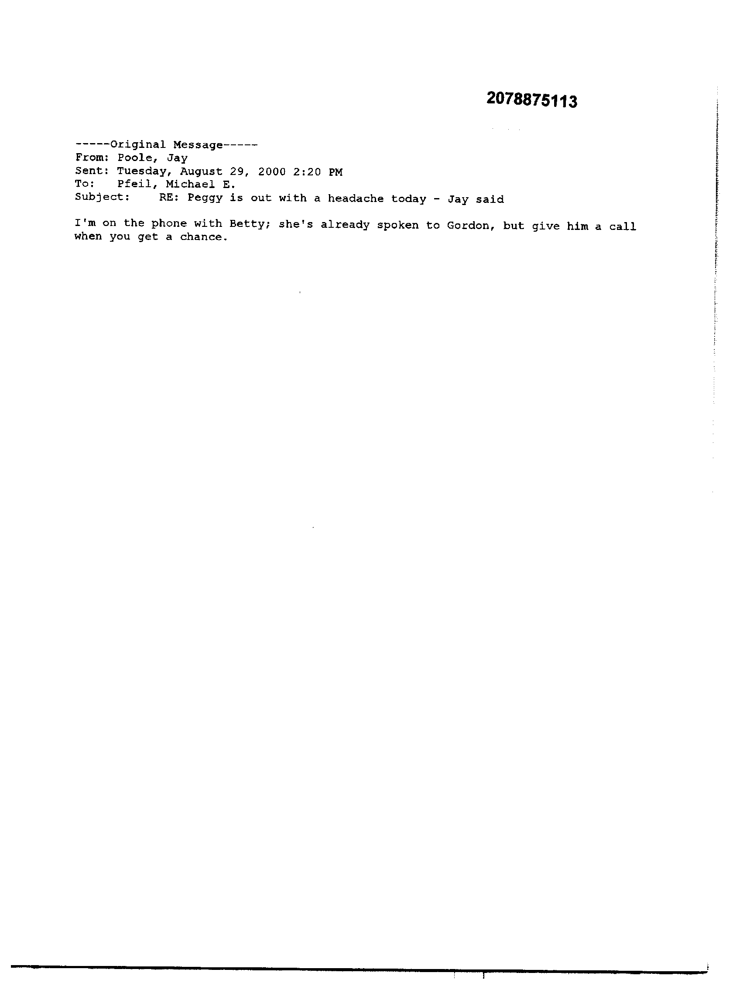 2078875113
-----Original Message-----
From: Poole, Jay
Sent: Tuesday, August 29, 2000 2:20 PM
To: Pfeil, Michael E.
Subject: RE: Peggy is out with a headache today - Jay said
I'm on the phone with Betty; she's already spoken to Gordon, but give him a call
when you get a chance.